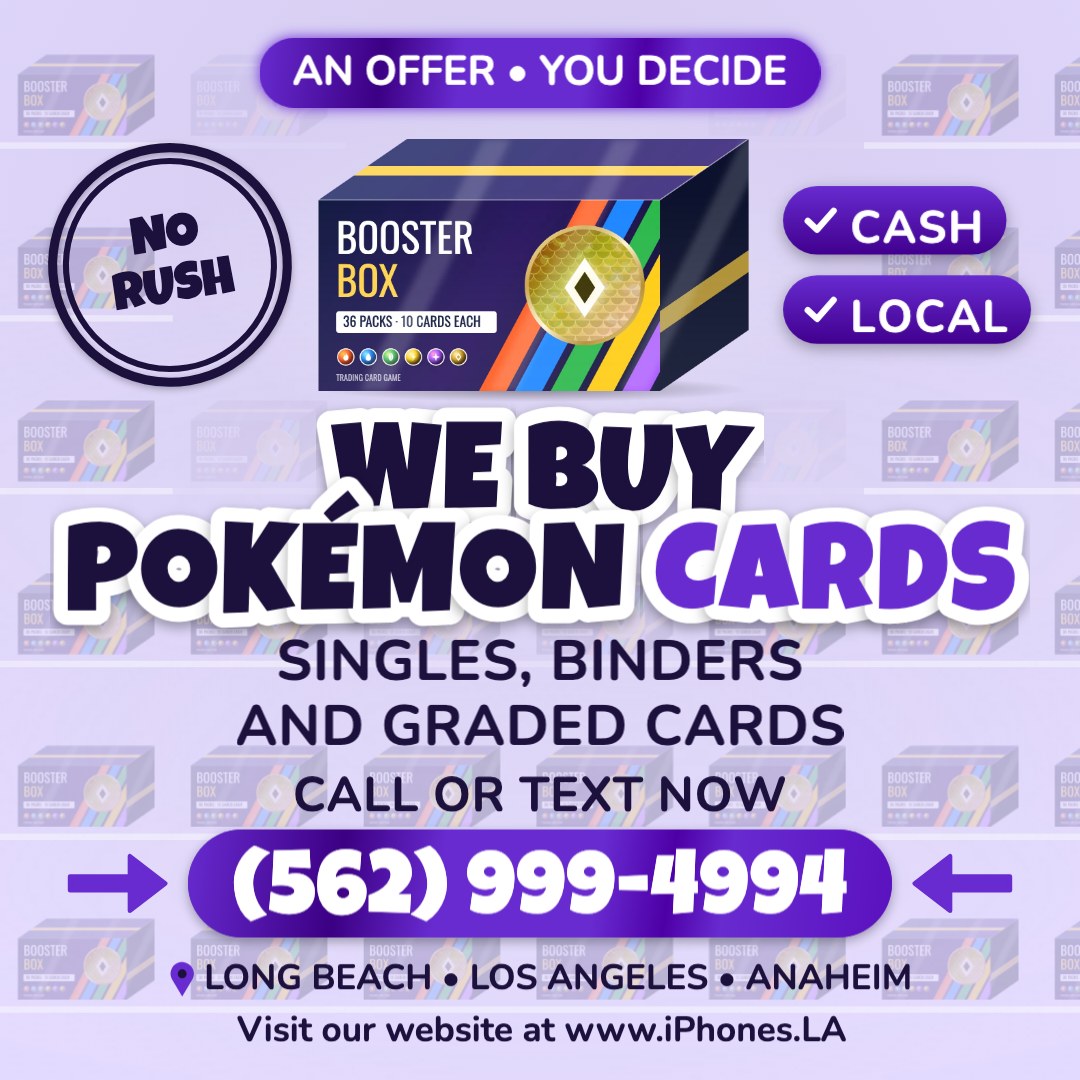 AN OFFER • YOU DECIDE
NO
RUSH
BOOSTER
BOX
36 PACKS · 10 CARDS EACH
TRADING CARD GAME
✓ CASH
✓ LOCAL
WE BUY
POKÉMON CARDS
SINGLES, BINDERS
AND GRADED CARDS
CALL OR TEXT NOW
(562) 999-4994
LONG BEACH • LOS ANGELES • ANAHEIM
Visit our website at www.iPhones.LA